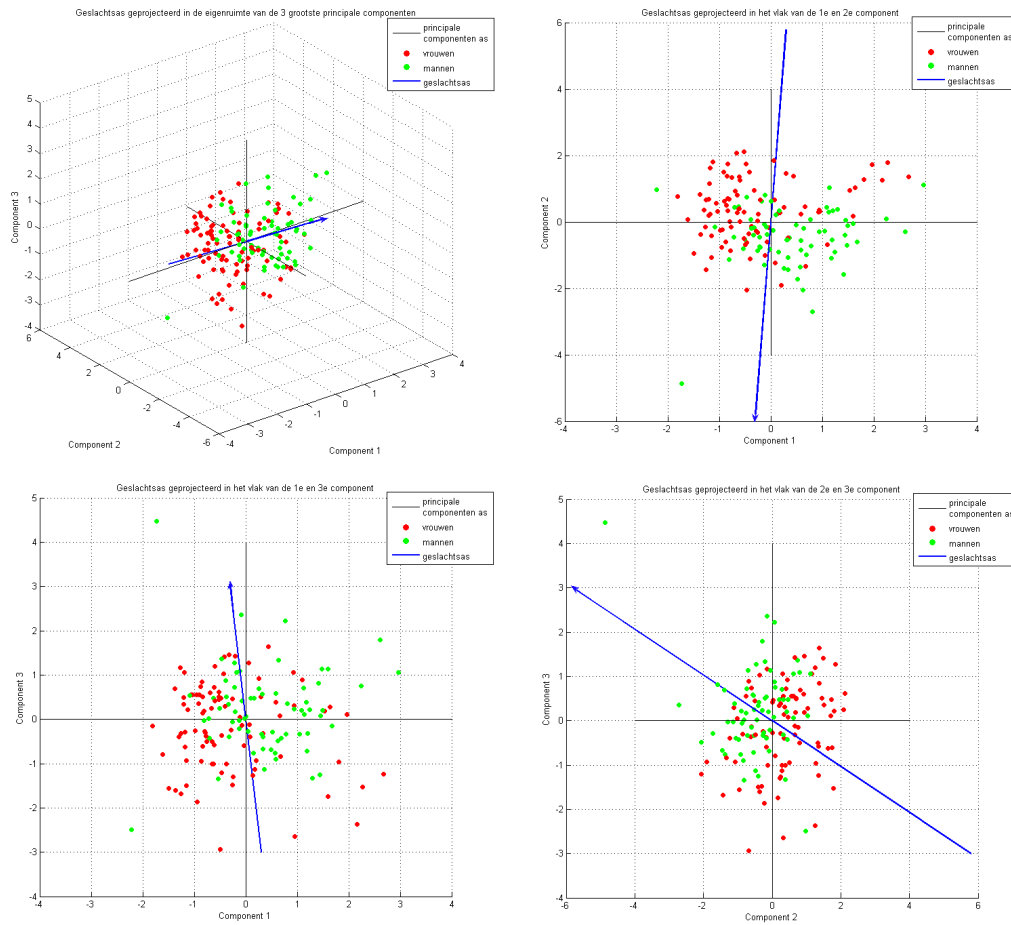 Geslachtsas geprojecteerd in de eigenruimte van de 3 grootste principale componenten
principale
componenten as
vrouwen
mannen
geslachtsas
5
4
3
2
1
0
-1
-2
-3
-4
Component 3
6
4
2
0
-2
-4
-6
Component 2
-4
-3
-2
-1
0
1
2
3
4
Component 1
Geslachtsas geprojecteerd in het vlak van de 1e en 2e component
principale
componenten as
vrouwen
mannen
geslachtsas
6
4
2
0
-2
-4
-6
Component 2
-4
-3
-2
-1
0
1
2
3
4
Component 1
Geslachtsas geprojecteerd in het vlak van de 1e en 3e component
principale
componenten as
vrouwen
mannen
geslachtsas
5
4
3
2
1
0
-1
-2
-3
-4
Component 3
-4
-3
-2
-1
0
1
2
3
4
Component 1
Geslachtsas geprojecteerd in het vlak van de 2e en 3e component
principale
componenten as
vrouwen
mannen
geslachtsas
5
4
3
2
1
0
-1
-2
-3
-4
Component 3
-6
-4
-2
0
2
4
6
Component 2